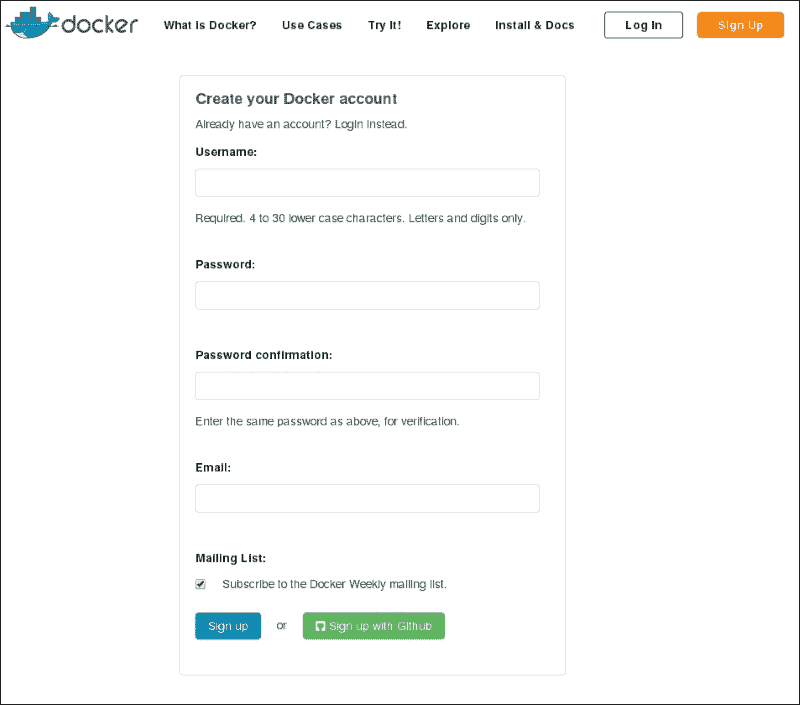 docker
What is Docker?
Use Cases
Try It!
Explore
Install & Docs
Log In
Sign Up
Create your Docker account
Already have an account? Login instead.
Username:
Required. 4 to 30 lower case characters. Letters and digits only.
Password:
Password confirmation:
Enter the same password as above, for verification.
Email:
Mailing List:
Subscribe to the Docker Weekly mailing list.
Sign up or Sign up with Github